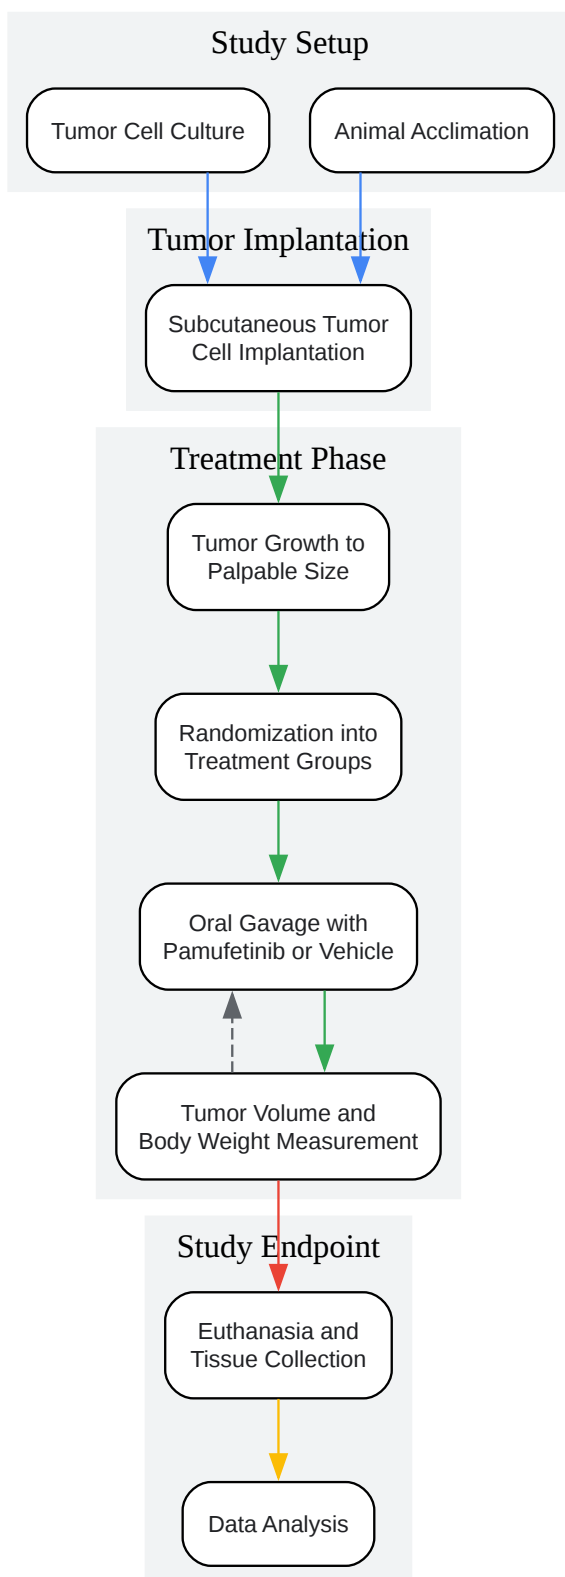 Study Setup
Tumor Cell Culture
Animal Acclimation
Tumor Implantation
Subcutaneous Tumor
Cell Implantation
Treatment Phase
Tumor Growth to
Palpable Size
Randomization into
Treatment Groups
Oral Gavage with
Pamufetinib or Vehicle
Tumor Volume and
Body Weight Measurement
Study Endpoint
Euthanasia and
Tissue Collection
Data Analysis